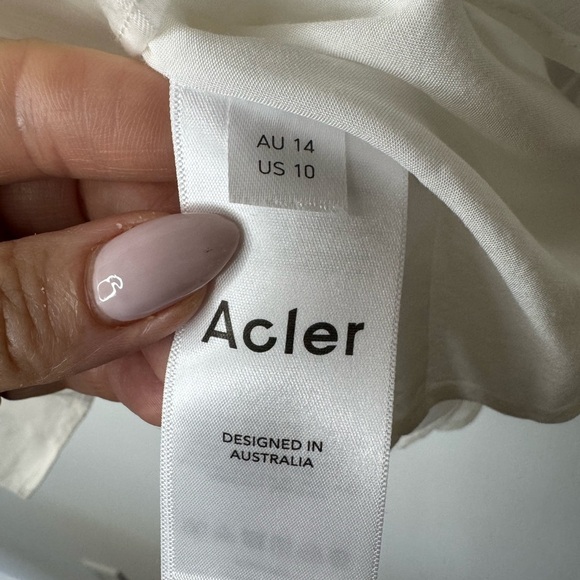 AU 14
US 10
Acler
DESIGNED IN
AUSTRALIA